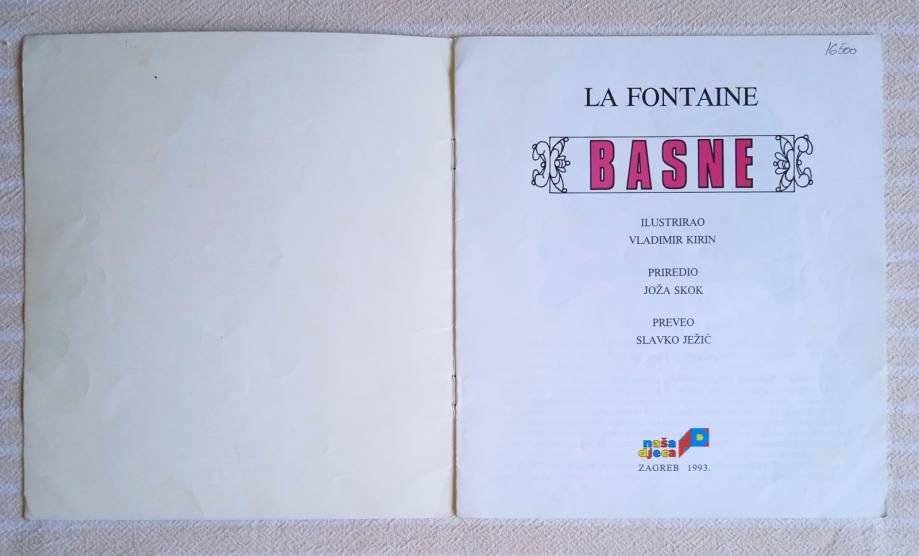 16500
LA FONTAINE
BASNE
ILUSTRIRAO
VLADIMIR KIRIN
PRIREDIO
JOŽA SKOK
PREVEO
SLAVKO JEŽIĆ
naša
djeca
ZAGREB 1993.